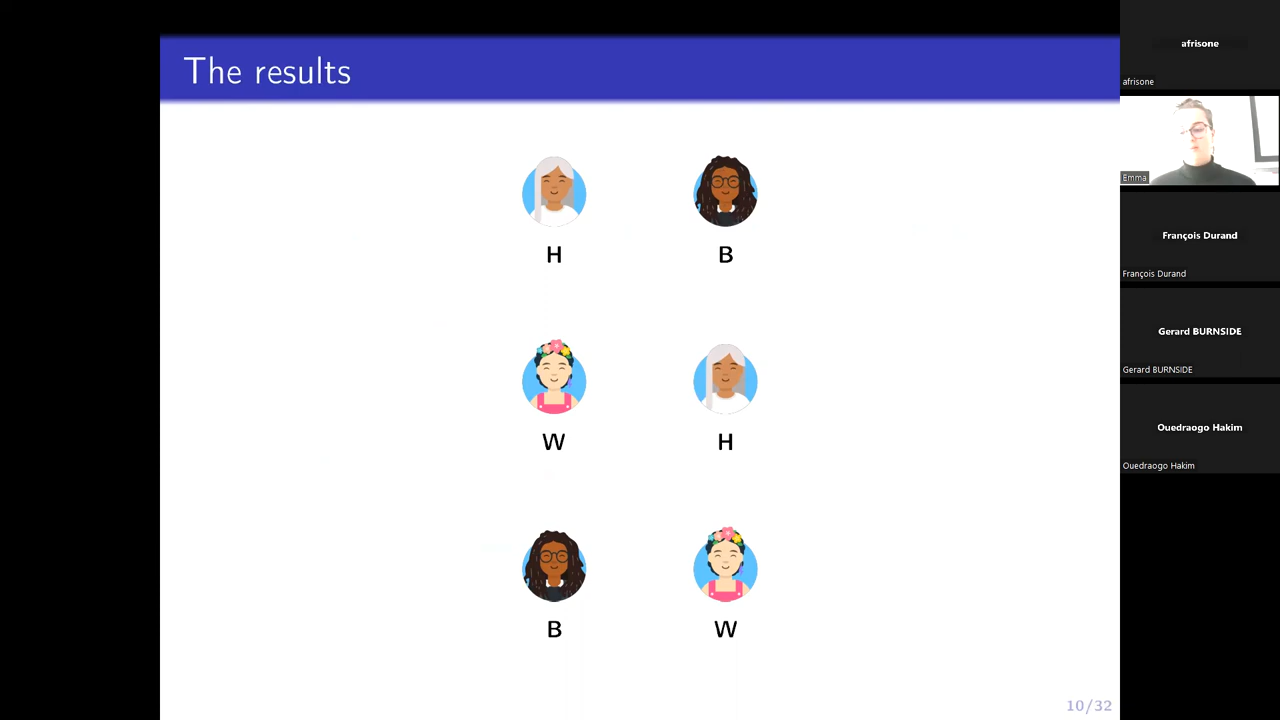 The results
H B
W H
B W
10/32
afrisone
afrisone
Emma
François Durand
François Durand
Gerard BURNSIDE
Gerard BURNSIDE
Ouedraogo Hakim
Ouedraogo Hakim